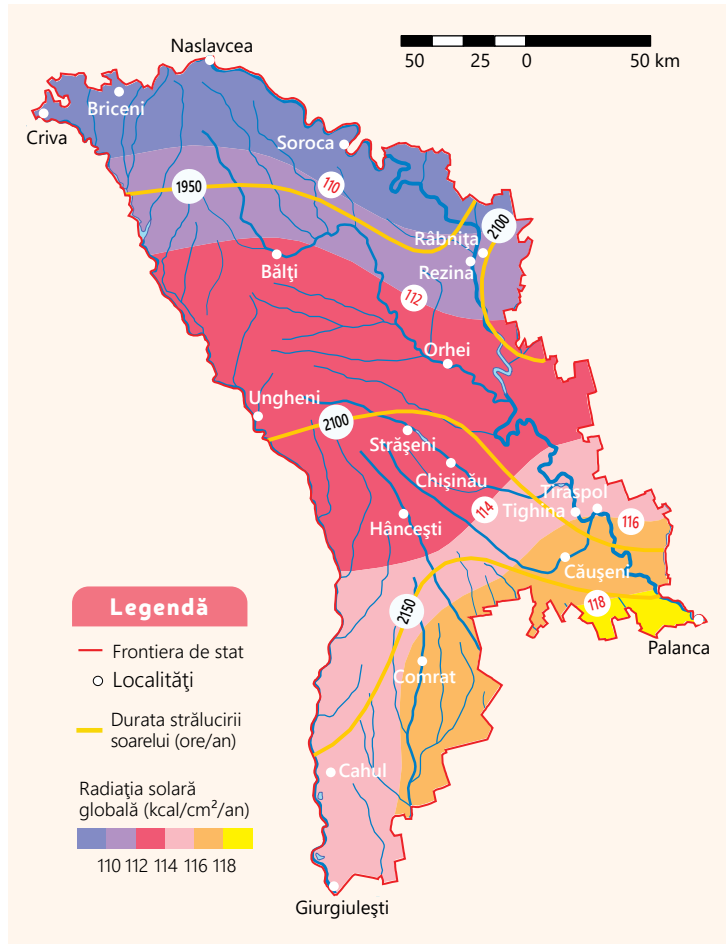 Naslavcea
50 25 0 50 km
Briceni
Criva
Soroca
1950
110
2100
Râbnița
Rezina
Bălți
112
Orhei
Ungheni
2100
Strășeni
Chișinău
Tiraspol
114
Tighina
116
Hâncești
Căușeni
118
2150
Palanca
Comrat
Cahul
Giurgiulești
Legendă
Frontiera de stat
Localități
Durata strălucirii
soarelui (ore/an)
Radiația solară
globală (kcal/cm²/an)
110 112 114 116 118